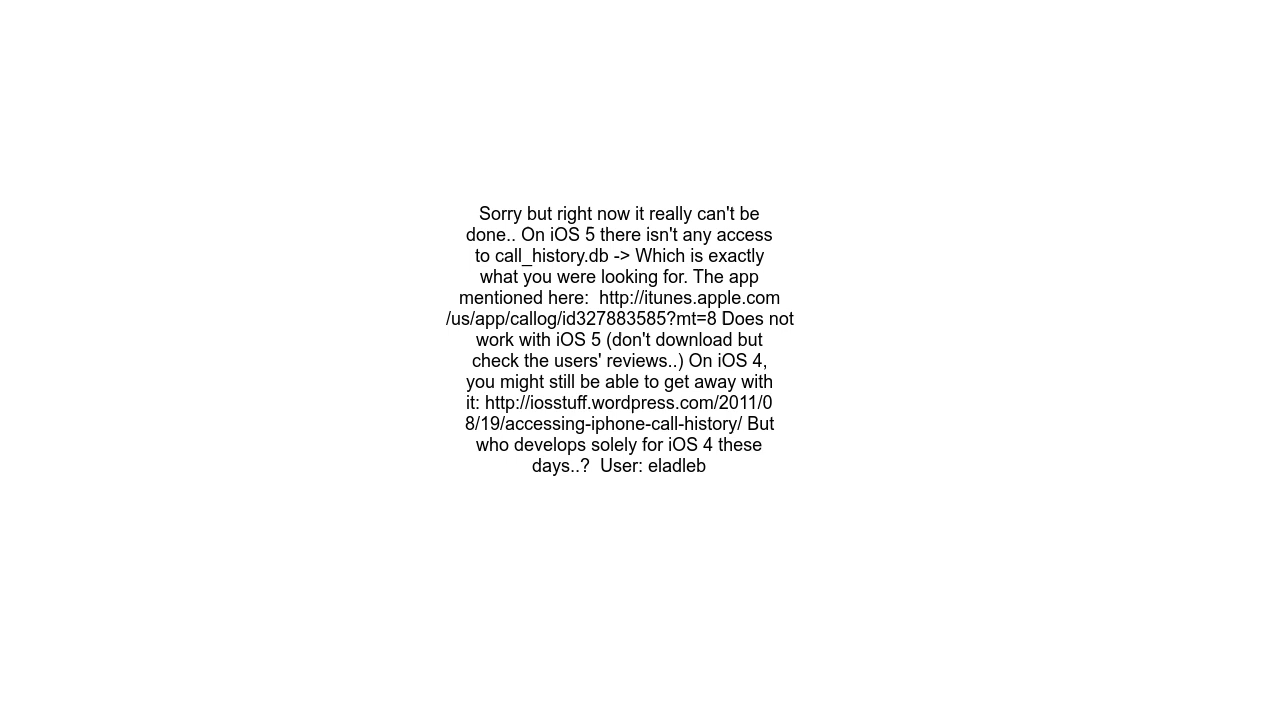 Sorry but right now it really can't be
done.. On iOS 5 there isn't any access
to call_history.db -> Which is exactly
what you were looking for. The app
mentioned here:  http://itunes.apple.com
/us/app/callog/id327883585?mt=8 Does not
work with iOS 5 (don't download but
check the users' reviews..) On iOS 4,
you might still be able to get away with
it: http://iosstuff.wordpress.com/2011/0
8/19/accessing-iphone-call-history/ But
who develops solely for iOS 4 these
days..?  User: eladleb